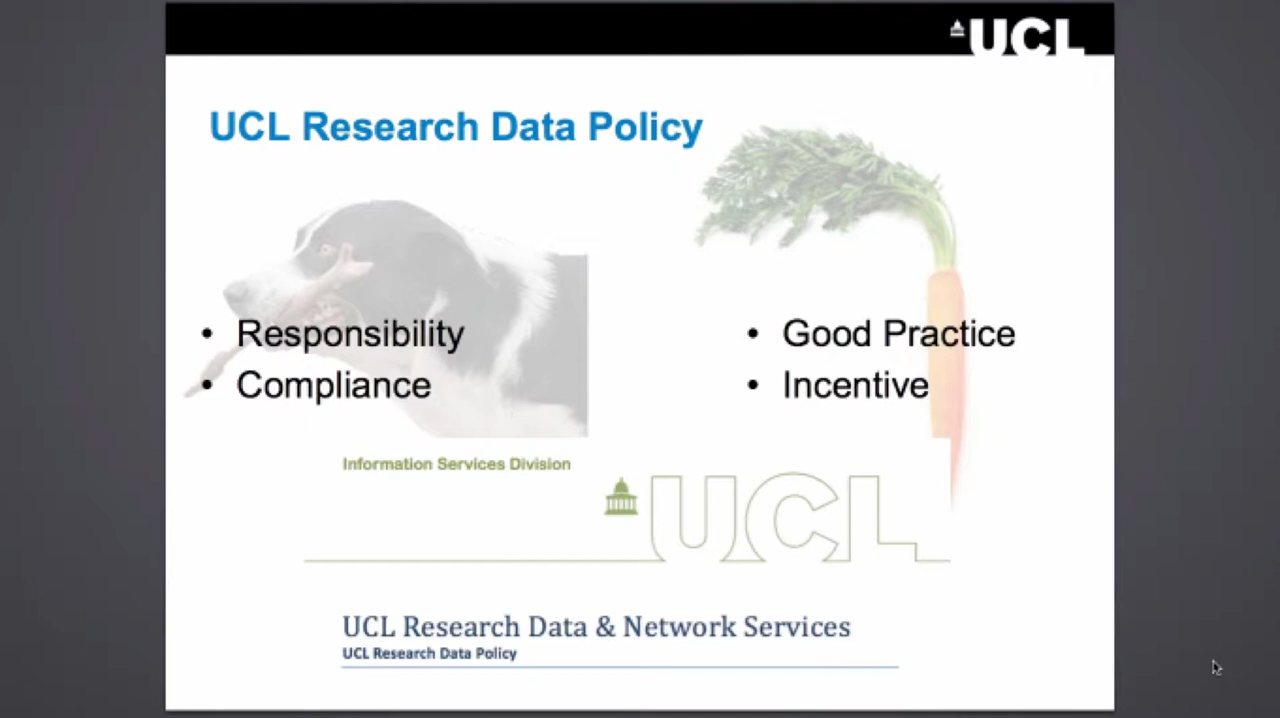 UCL
UCL Research Data Policy
• Responsibility
• Compliance
• Good Practice
• Incentive
Information Services Division
UCL
UCL Research Data & Network Services
UCL Research Data Policy